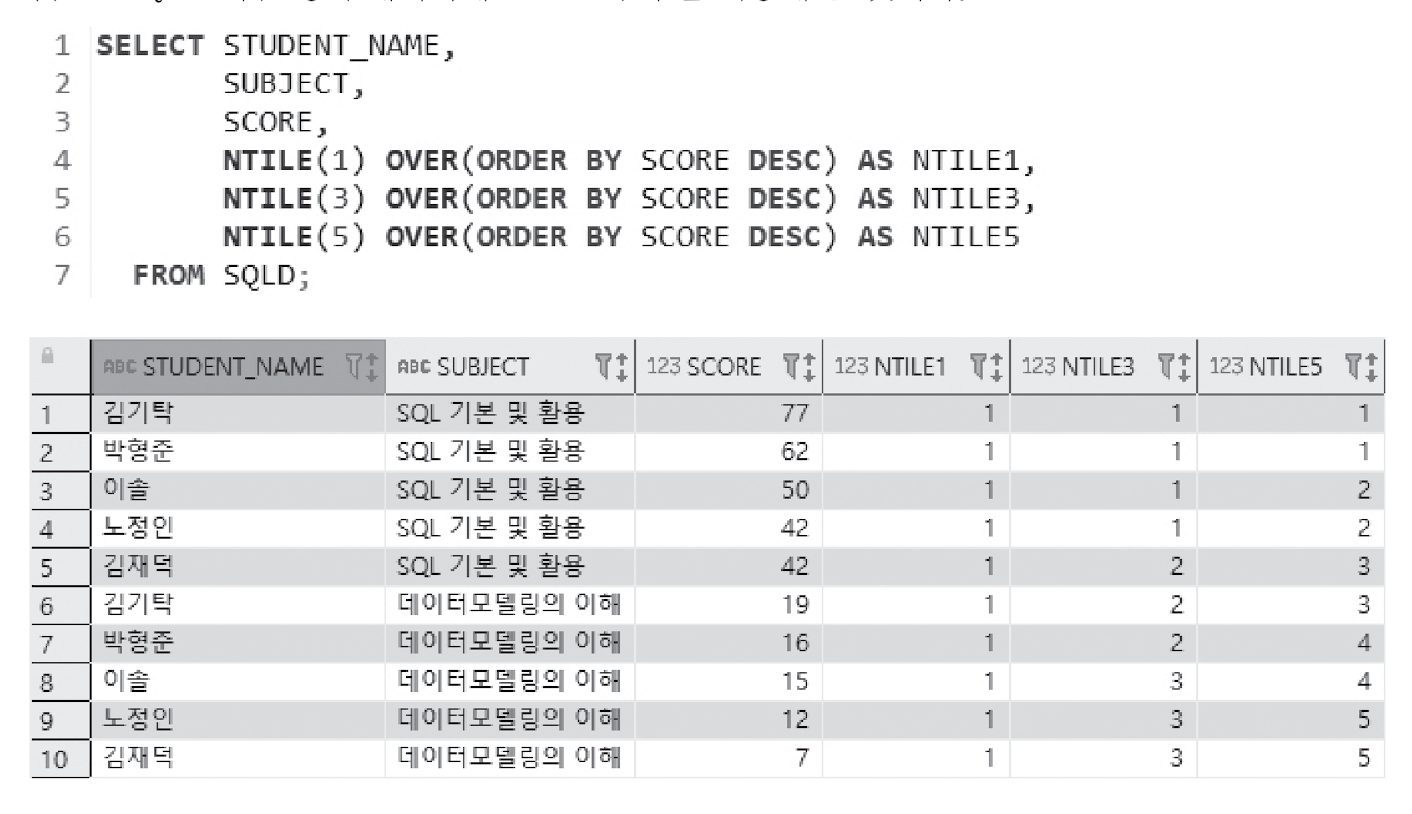 1 SELECT STUDENT_NAME,
2 SUBJECT,
3 SCORE,
4 NTILE(1) OVER(ORDER BY SCORE DESC) AS NTILE1,
5 NTILE(3) OVER(ORDER BY SCORE DESC) AS NTILE3,
6 NTILE(5) OVER(ORDER BY SCORE DESC) AS NTILE5
7 FROM SQLD;
ABC STUDENT_NAME ABC SUBJECT 123 SCORE 123 NTILE1 123 NTILE3 123 NTILE5
1 김기탁 SQL 기본 및 활용 77 1 1 1
2 박형준 SQL 기본 및 활용 62 1 1 1
3 이솔 SQL 기본 및 활용 50 1 1 2
4 노정인 SQL 기본 및 활용 42 1 1 2
5 김재덕 SQL 기본 및 활용 42 1 2 3
6 김기탁 데이터모델링의 이해 19 1 2 3
7 박형준 데이터모델링의 이해 16 1 2 4
8 이솔 데이터모델링의 이해 15 1 3 4
9 노정인 데이터모델링의 이해 12 1 3 5
10 김재덕 데이터모델링의 이해 7 1 3 5